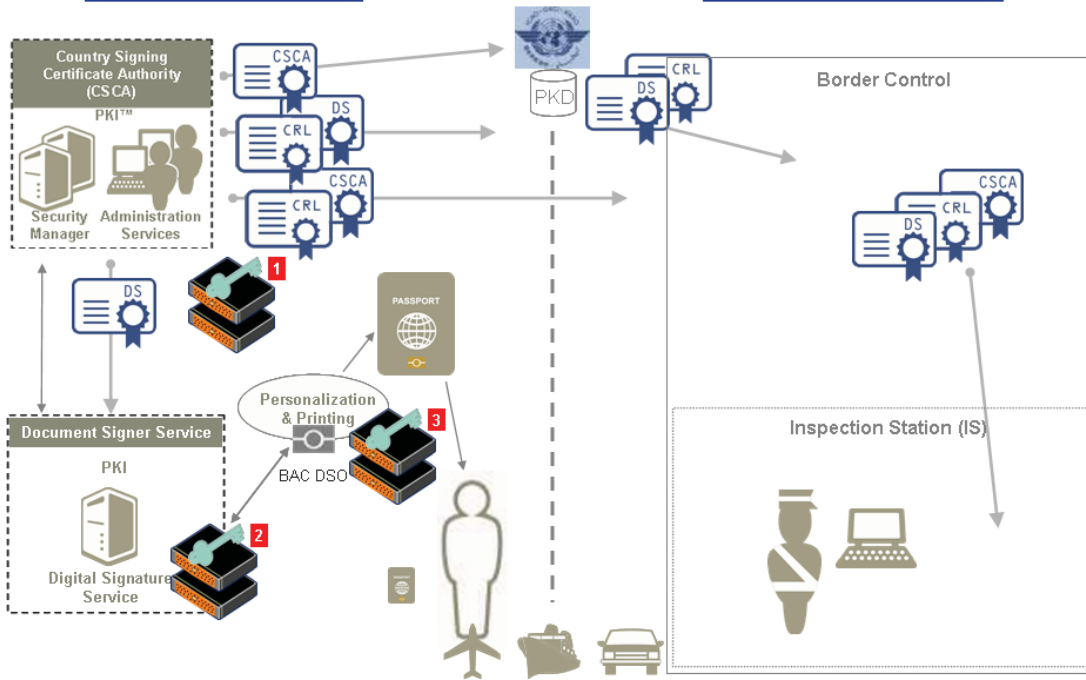 Country Signing
Certificate Authority
(CSCA)
PKI™
Security
Manager
Administration
Services
CSCA
DS
CRL
CSCA
CRL
PKD
CRL
DS
Border Control
CSCA
CRL
DS
DS
1
PASSPORT
Personalization
& Printing
3
BAC DSO
Document Signer Service
PKI
2
Digital Signature
Service
Inspection Station (IS)